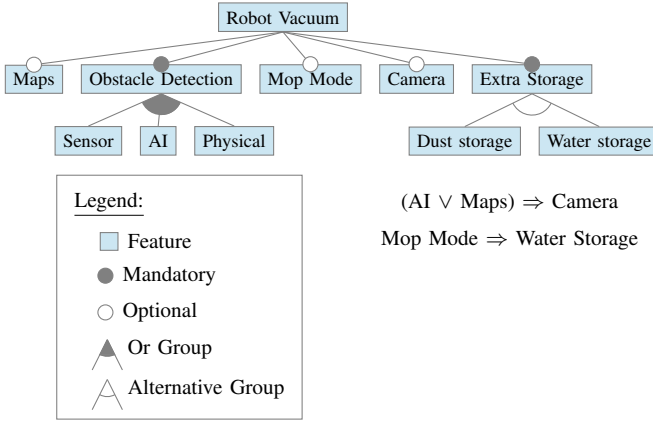 Robot Vacuum
Maps
Obstacle Detection
Mop Mode
Camera
Extra Storage
Sensor
AI
Physical
Dust storage
Water storage
Legend:
Feature
Mandatory
Optional
Or Group
Alternative Group
(AI ∨ Maps) ⇒ Camera
Mop Mode ⇒ Water Storage